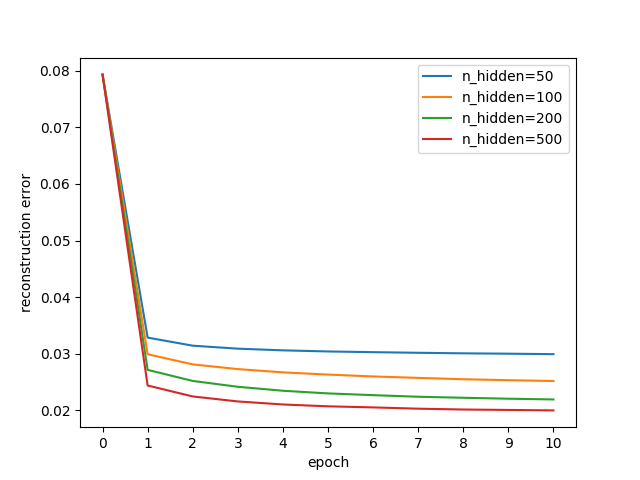 n_hidden=50
n_hidden=100
n_hidden=200
n_hidden=500
reconstruction error
0.08
0.07
0.06
0.05
0.04
0.03
0.02
0 1 2 3 4 5 6 7 8 9 10
epoch